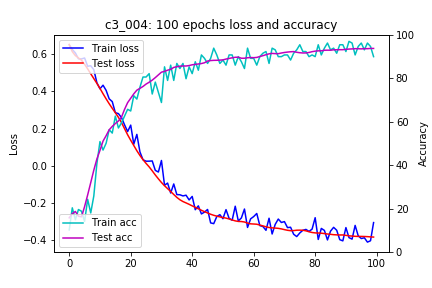 c3_004: 100 epochs loss and accuracy
Train loss
Test loss
Train acc
Test acc
Loss
0.6
0.4
0.2
0.0
−0.2
−0.4
Accuracy
100
80
60
40
20
0
0 20 40 60 80 100